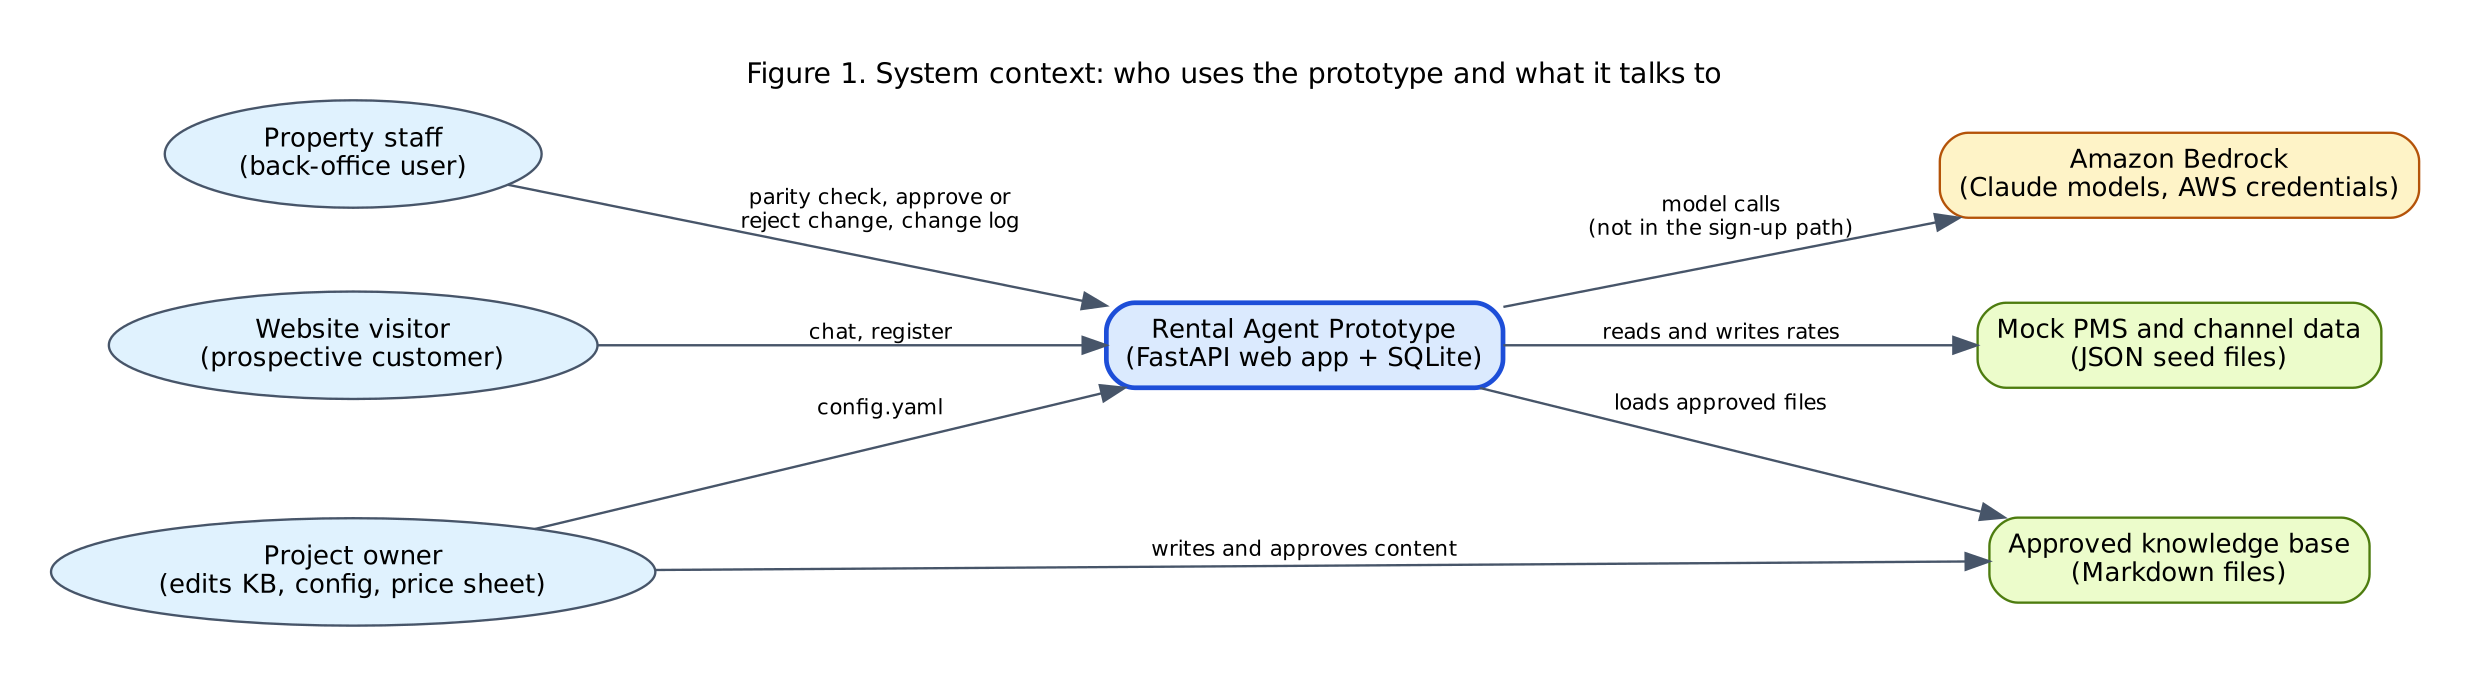 Figure 1. System context: who uses the prototype and what it talks to
Property staff
(back-office user)
parity check, approve or
reject change, change log
model calls
(not in the sign-up path)
Amazon Bedrock
(Claude models, AWS credentials)
Website visitor
(prospective customer)
chat, register
Rental Agent Prototype
(FastAPI web app + SQLite)
reads and writes rates
Mock PMS and channel data
(JSON seed files)
config.yaml
loads approved files
Project owner
(edits KB, config, price sheet)
writes and approves content
Approved knowledge base
(Markdown files)